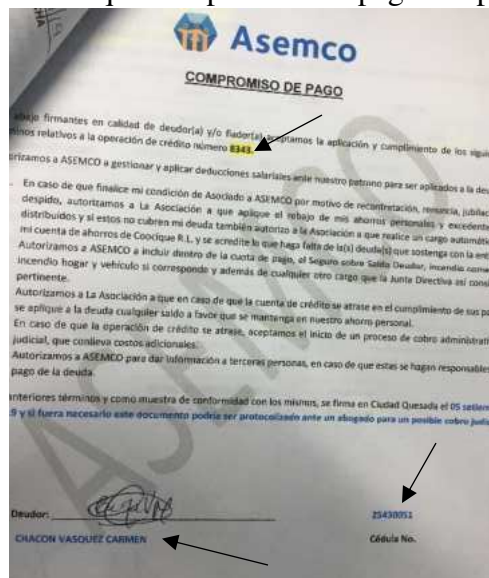 Asemco
COMPROMISO DE PAGO
abajo firmantes en calidad de deudor(a) y/o fiador(a) aceptamos la aplicación y cumplimiento de los
relativos a la operación de crédito número 8343.
ASEMCO a gestionar y aplicar deducciones salariales ante nuestro patrono para ser aplicados a la
En caso de que finalice mi condición de Asociado a ASEMCO por motivo de recontratación, renuncia,
despido, autorizamos a La Asociación a que aplique el rebajo de mis ahorros personales y
distribuidos y si estos no cubren mi deuda también autorizo a la Asociación a que realice un cargo
mi cuenta de ahorros de Coocique R.L, y se acredite lo que haga falta de la(s) deuda(s) que sostenga con la
Autorizamos a ASEMCO a incluir dentro de la cuota de pago, el Seguro sobre Saldo Deudor, incendio
incendio hogar y vehículo si corresponde y además de cualquier otro cargo que la Junta Directiva así
pertinente.
Autorizamos a La Asociación a que en caso de que la cuenta de crédito se atrase en el cumplimiento de sus
se aplique a la deuda cualquier saldo a favor que se mantenga en nuestro ahorro personal.
En caso de que la operación de crédito se atrase, aceptamos el inicio de un proceso de cobro
judicial, que conlleva costos adicionales.
Autorizamos a ASEMCO para dar información a terceras personas, en caso de que estas se hagan responsables
pago de la deuda.
anteriores términos y como muestra de conformidad con los mismos, se firma en Ciudad Quesada el 05
9 y si fuera necesario este documento podría ser protocolizado ante un abogado para un posible cobro
Deudor:
25430051
CHACON VASQUEZ CARMEN
Cédula No.
ASEMCO